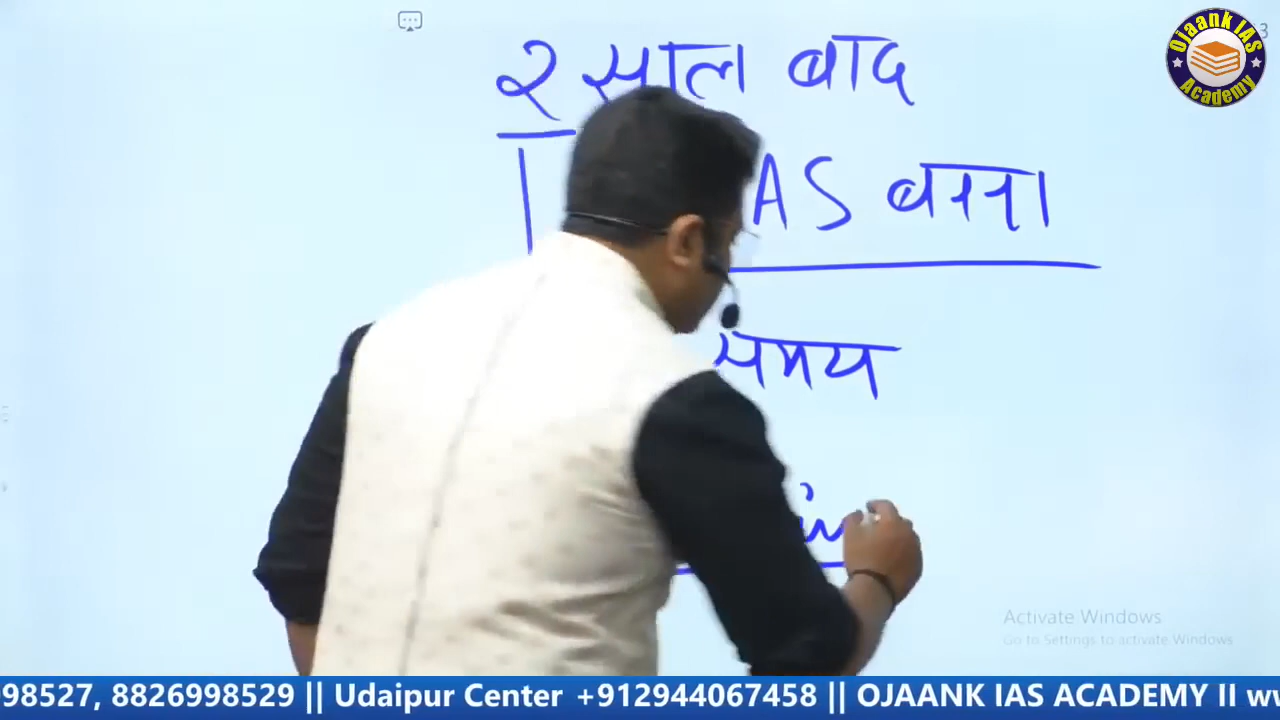 २ साल बाद
AS बनना
समय
Ojaank IAS
Academy
Activate Windows
Go to Settings to activate Windows
98527, 8826998529 || Udaipur Center +912944067458 || OJAANK IAS ACADEMY II w